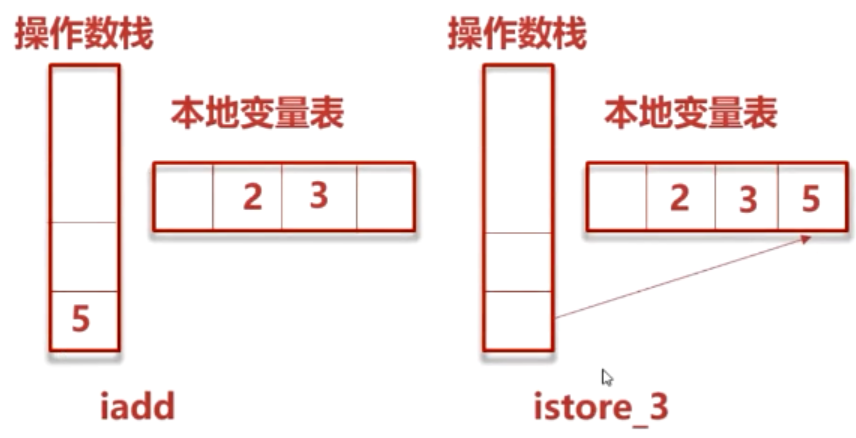 操作数栈
本地变量表
2 3
5
iadd
操作数栈
本地变量表
2 3 5
istore_3